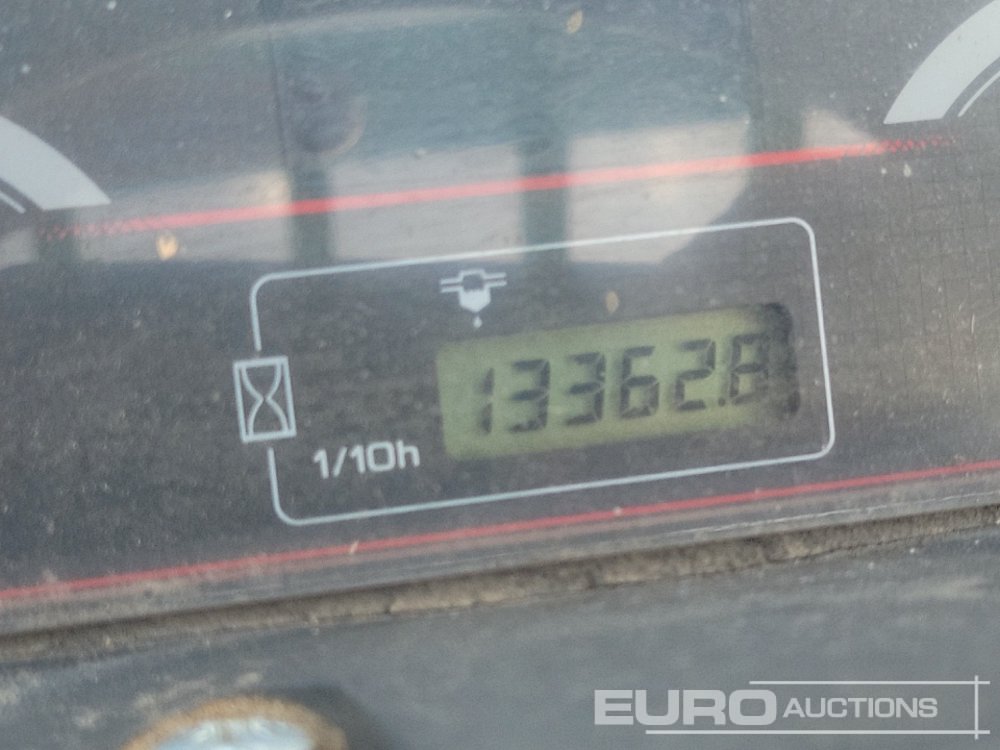 13362.8
1/10h
EURO AUCTIONS